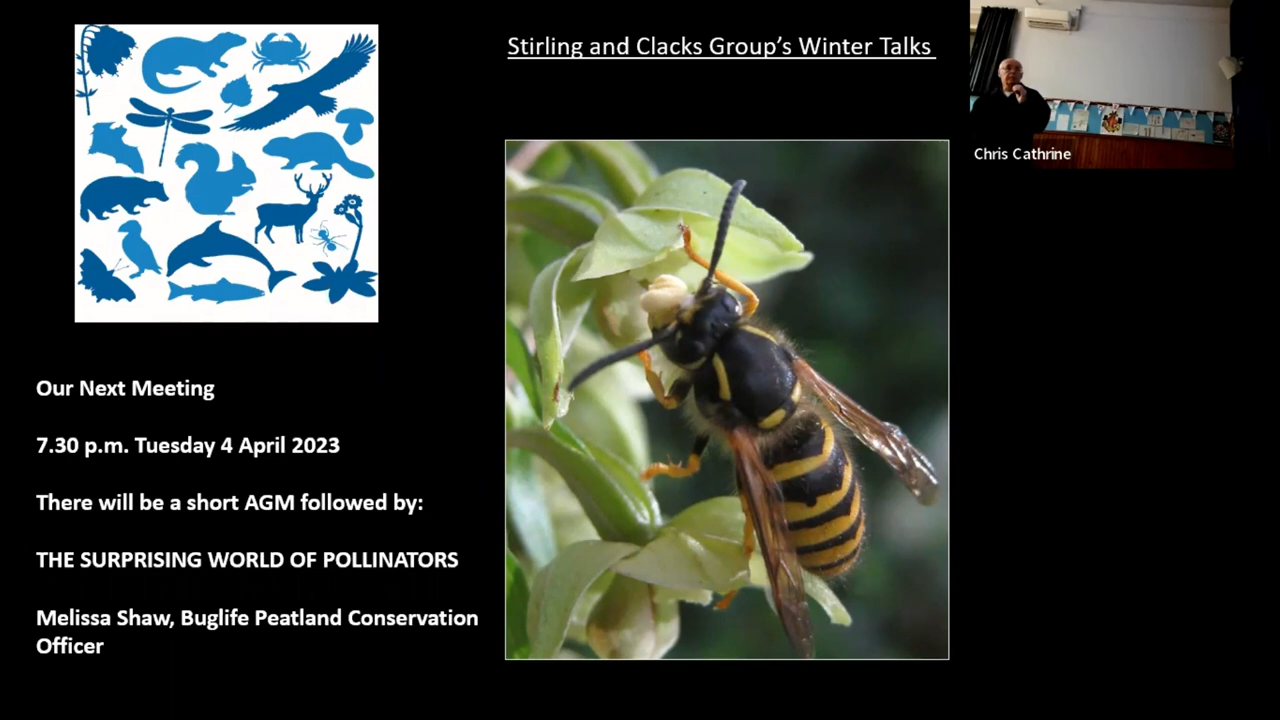 Stirling and Clacks Group's Winter Talks
Chris Cathrine
Our Next Meeting
7.30 p.m. Tuesday 4 April 2023
There will be a short AGM followed by:
THE SURPRISING WORLD OF POLLINATORS
Melissa Shaw, Buglife Peatland Conservation
Officer